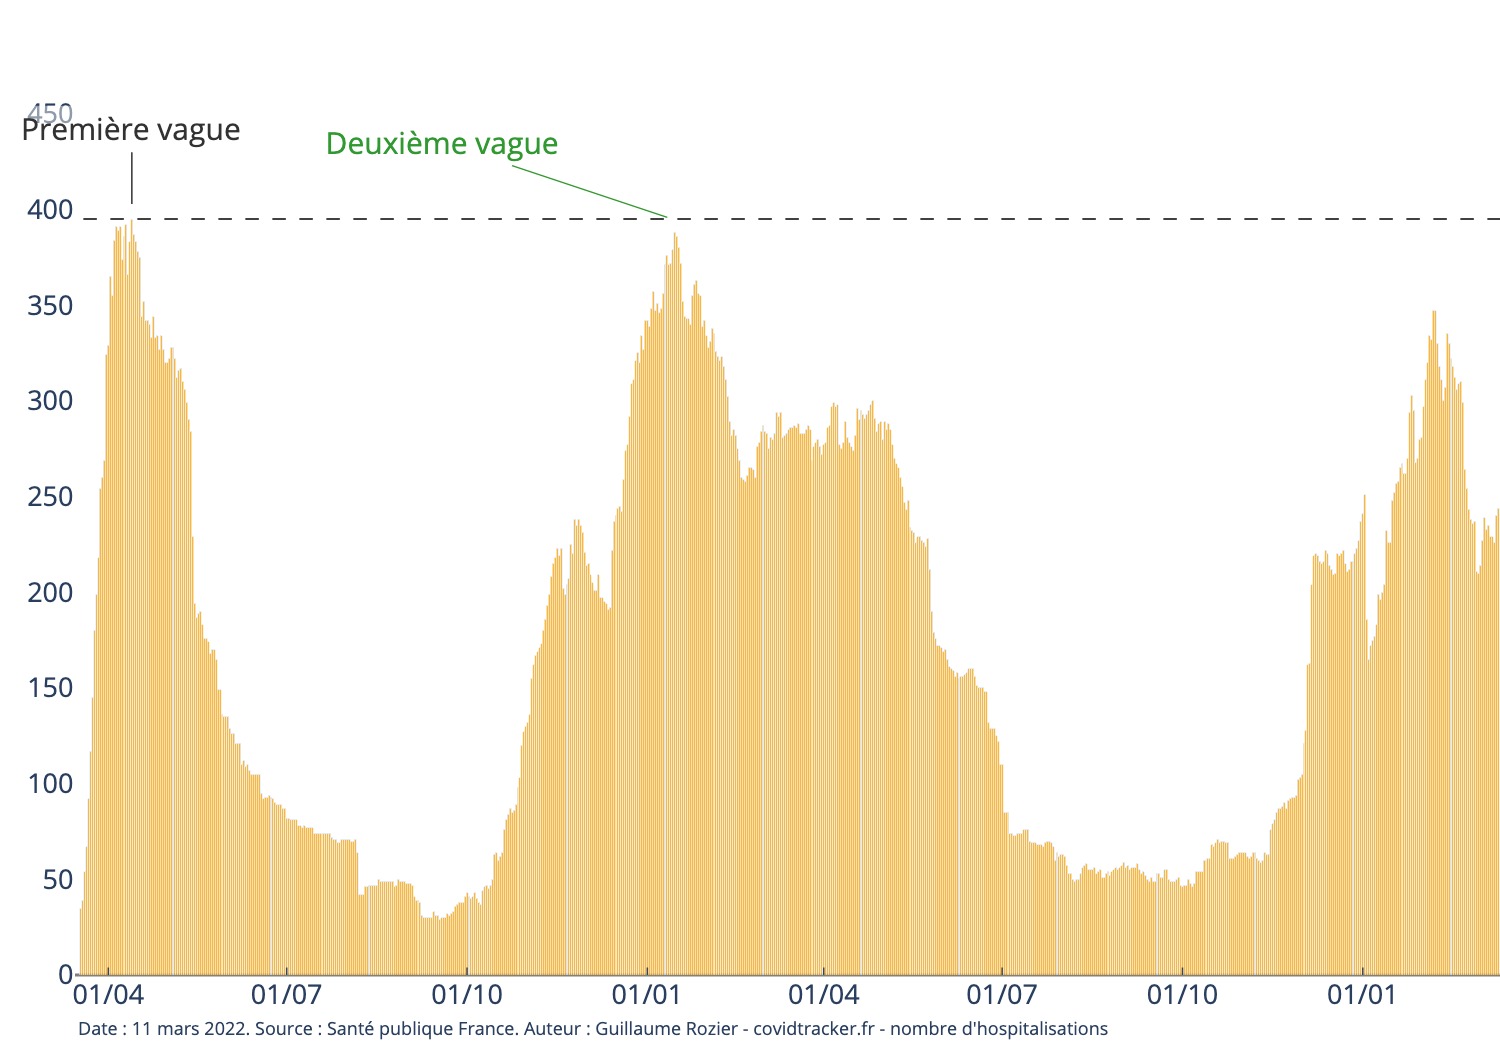 450
Première vague
Deuxième vague
400
350
300
250
200
150
100
50
0
01/04 01/07 01/10 01/01 01/04 01/07 01/10 01/01
Date : 11 mars 2022. Source : Santé publique France. Auteur : Guillaume Rozier - covidtracker.fr - nombre d'hospitalisations